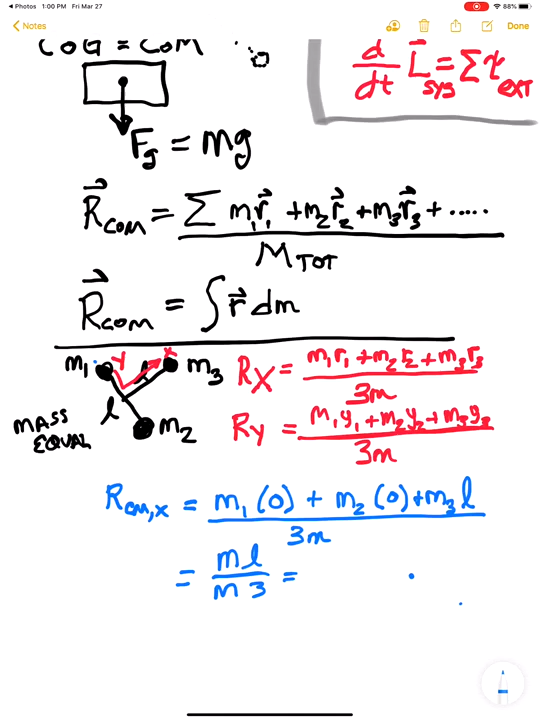 Photos 1:00 PM Fri Mar 27 88%
Notes Done
COG = COM
d/dt L⃗sys = Στext
Fg = mg
R⃗com = Σ m₁r⃗₁ + m₂r⃗₂ + m₃r⃗₃ + ..... / MTOT
R⃗com = ∫ r⃗ dm
m₁ y x m₃
l m₂
MASS EQUAL
Rx = m₁r₁ + m₂r₂ + m₃r₃ / 3m
Ry = m₁y₁ + m₂y₂ + m₃y₃ / 3m
Rcm,x = m₁(0) + m₂(0) + m₃l / 3m
= ml / m3 =